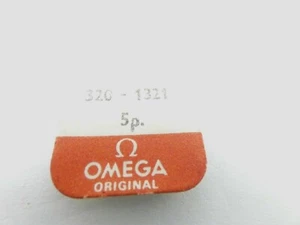 320 - 1321
5p.
Ω
OMEGA
ORIGINAL